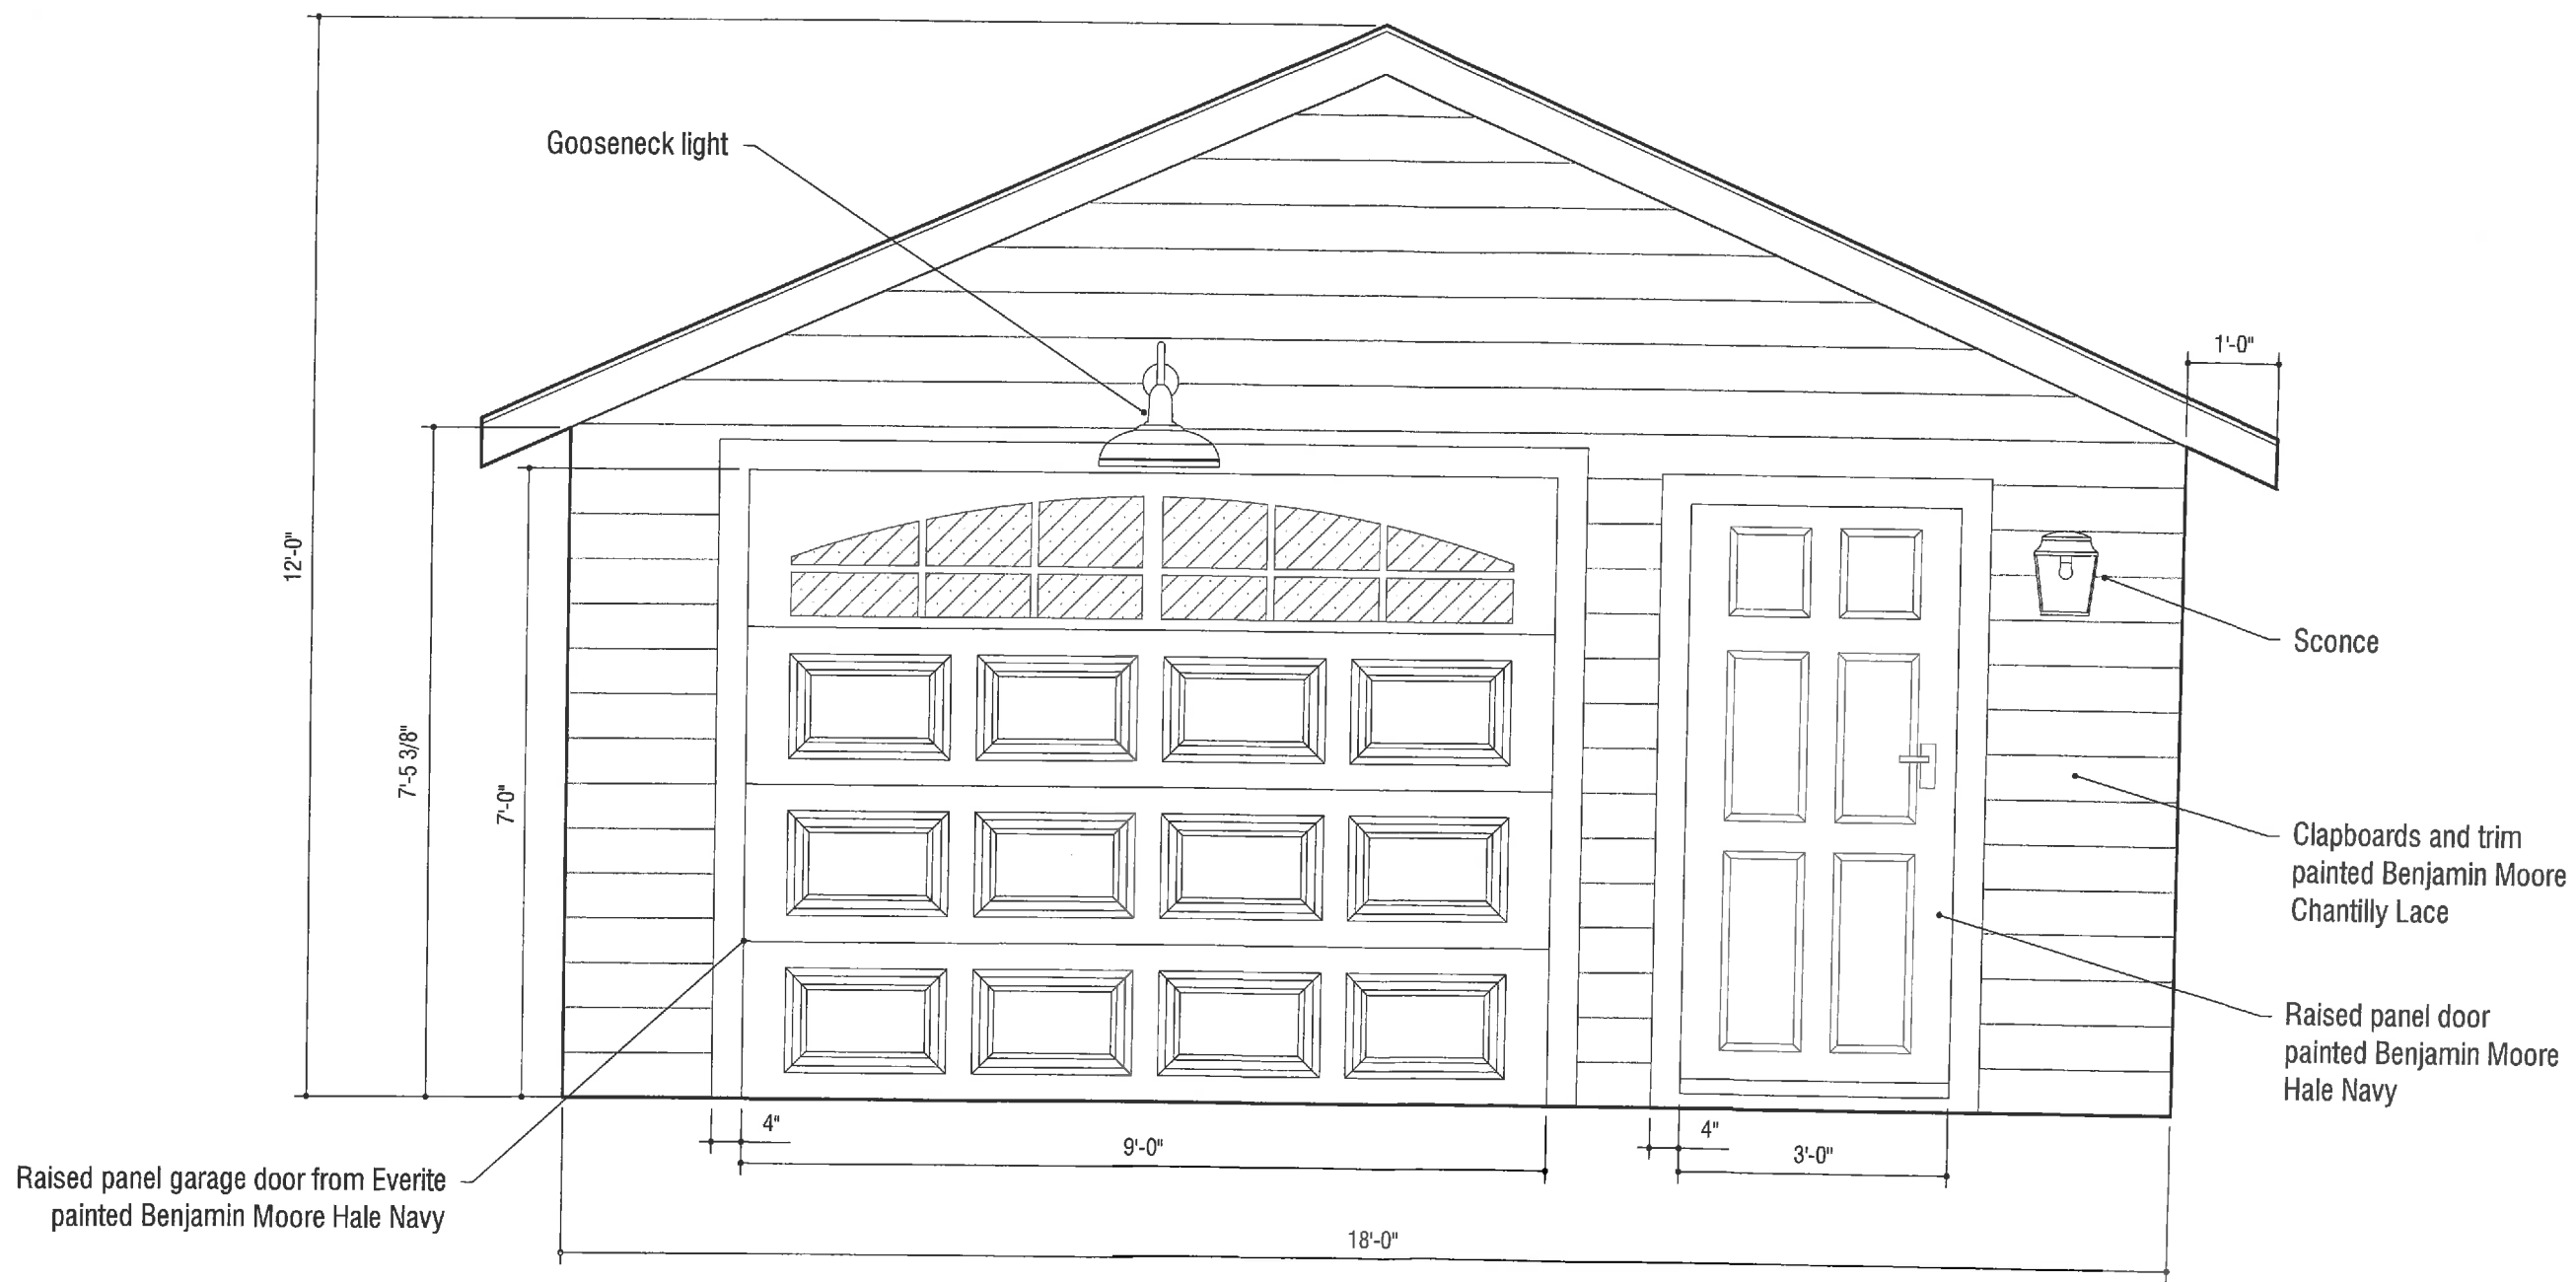 Gooseneck light
1'-0"
12'-0"
7'-5 3/8"
7'-0"
Sconce
Clapboards and trim
painted Benjamin Moore
Chantilly Lace
Raised panel door
painted Benjamin Moore
Hale Navy
4"
9'-0"
4"
3'-0"
Raised panel garage door from Everite
painted Benjamin Moore Hale Navy
18'-0"